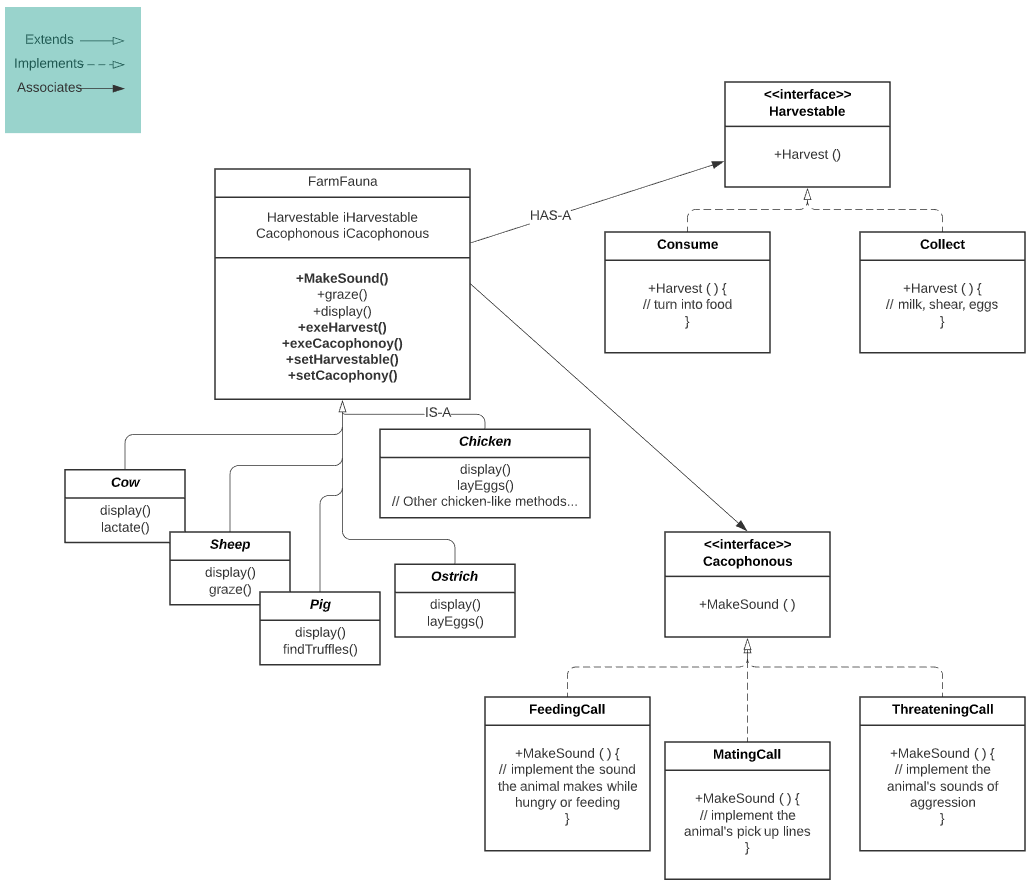 Extends
Implements
Associates
<<interface>>
Harvestable
+Harvest ()
FarmFauna
Harvestable iHarvestable
Cacophonous iCacophonous
+MakeSound()
+graze()
+display()
+exeHarvest()
+exeCacophonoy()
+setHarvestable()
+setCacophony()
HAS-A
Consume
+Harvest ( ) {
// turn into food
}
Collect
+Harvest ( ) {
// milk, shear, eggs
}
IS-A
Chicken
display()
layEggs()
// Other chicken-like methods...
Cow
display()
lactate()
Sheep
display()
graze()
Pig
display()
findTruffles()
Ostrich
display()
layEggs()
<<interface>>
Cacophonous
+MakeSound ( )
FeedingCall
+MakeSound ( ) {
// implement the sound
the animal makes while
hungry or feeding
}
MatingCall
+MakeSound ( ) {
// implement the
animal's pick up lines
}
ThreateningCall
+MakeSound ( ) {
// implement the
animal's sounds of
aggression
}